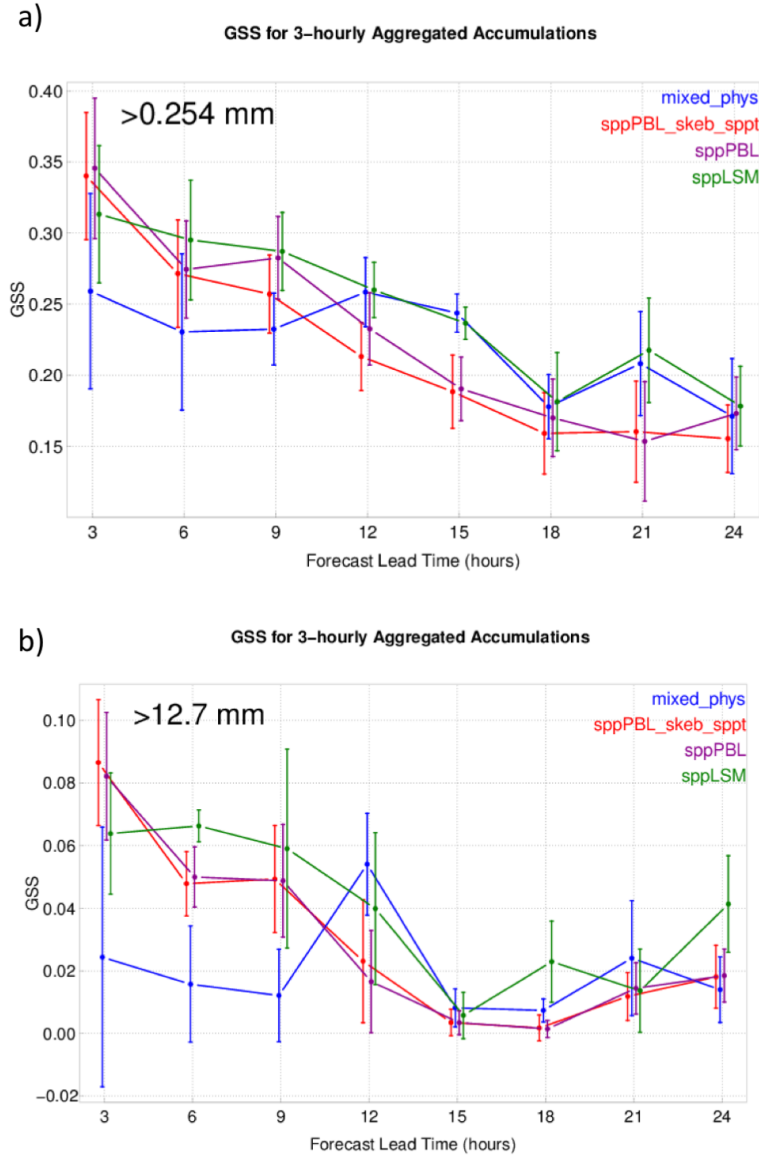 a)
GSS for 3-hourly Aggregated Accumulations
>0.254 mm
mixed_phys
sppPBL_skeb_sppt
sppPBL
sppLSM
0.40
0.35
0.30
0.25
0.20
0.15
GSS
3 6 9 12 15 18 21 24
Forecast Lead Time (hours)
b)
GSS for 3-hourly Aggregated Accumulations
>12.7 mm
mixed_phys
sppPBL_skeb_sppt
sppPBL
sppLSM
0.10
0.08
0.06
0.04
0.02
0.00
−0.02
GSS
3 6 9 12 15 18 21 24
Forecast Lead Time (hours)